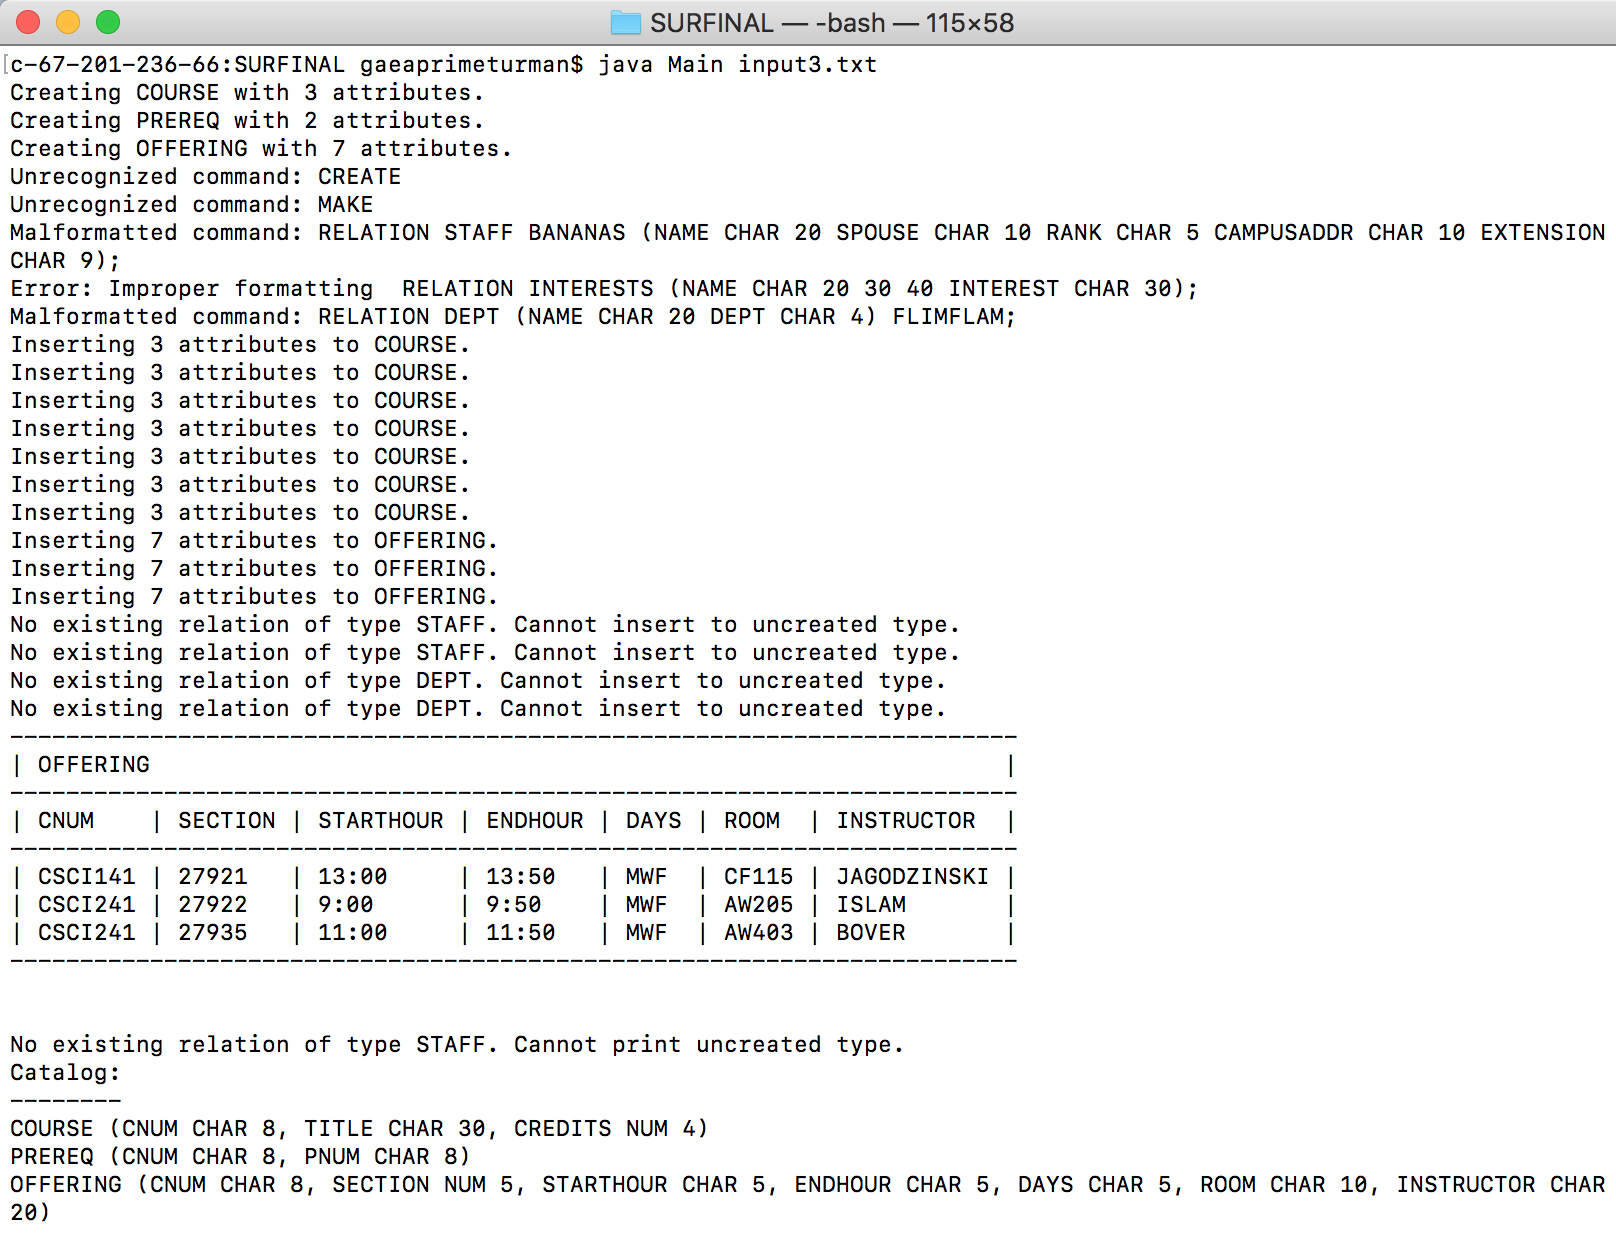 SURFINAL — -bash — 115×58
[c-67-201-236-66:SURFINAL gaeaprimeturman$ java Main input3.txt
Creating COURSE with 3 attributes.
Creating PREREQ with 2 attributes.
Creating OFFERING with 7 attributes.
Unrecognized command: CREATE
Unrecognized command: MAKE
Malformatted command: RELATION STAFF BANANAS (NAME CHAR 20 SPOUSE CHAR 10 RANK CHAR 5 CAMPUSADDR CHAR 10 EXTENSION
CHAR 9);
Error: Improper formatting  RELATION INTERESTS (NAME CHAR 20 30 40 INTEREST CHAR 30);
Malformatted command: RELATION DEPT (NAME CHAR 20 DEPT CHAR 4) FLIMFLAM;
Inserting 3 attributes to COURSE.
Inserting 3 attributes to COURSE.
Inserting 3 attributes to COURSE.
Inserting 3 attributes to COURSE.
Inserting 3 attributes to COURSE.
Inserting 3 attributes to COURSE.
Inserting 3 attributes to COURSE.
Inserting 7 attributes to OFFERING.
Inserting 7 attributes to OFFERING.
Inserting 7 attributes to OFFERING.
No existing relation of type STAFF. Cannot insert to uncreated type.
No existing relation of type STAFF. Cannot insert to uncreated type.
No existing relation of type DEPT. Cannot insert to uncreated type.
No existing relation of type DEPT. Cannot insert to uncreated type.
------------------------------------------------------------------------
| OFFERING                                                             |
------------------------------------------------------------------------
| CNUM    | SECTION | STARTHOUR | ENDHOUR | DAYS | ROOM  | INSTRUCTOR  |
------------------------------------------------------------------------
| CSCI141 | 27921   | 13:00     | 13:50   | MWF  | CF115 | JAGODZINSKI |
| CSCI241 | 27922   | 9:00      | 9:50    | MWF  | AW205 | ISLAM       |
| CSCI241 | 27935   | 11:00     | 11:50   | MWF  | AW403 | BOVER       |
------------------------------------------------------------------------
No existing relation of type STAFF. Cannot print uncreated type.
Catalog:
--------
COURSE (CNUM CHAR 8, TITLE CHAR 30, CREDITS NUM 4)
PREREQ (CNUM CHAR 8, PNUM CHAR 8)
OFFERING (CNUM CHAR 8, SECTION NUM 5, STARTHOUR CHAR 5, ENDHOUR CHAR 5, DAYS CHAR 5, ROOM CHAR 10, INSTRUCTOR CHAR
20)